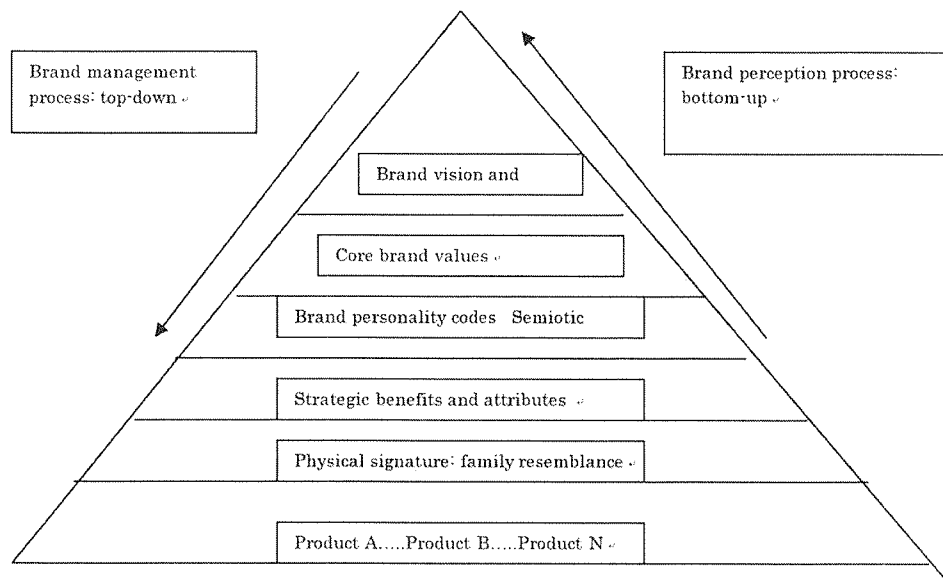 Brand management
process: top-down
Brand perception process:
bottom-up
Brand vision and
Core brand values
Brand personality codes Semiotic
Strategic benefits and attributes
Physical signature: family resemblance
Product A.....Product B.....Product N